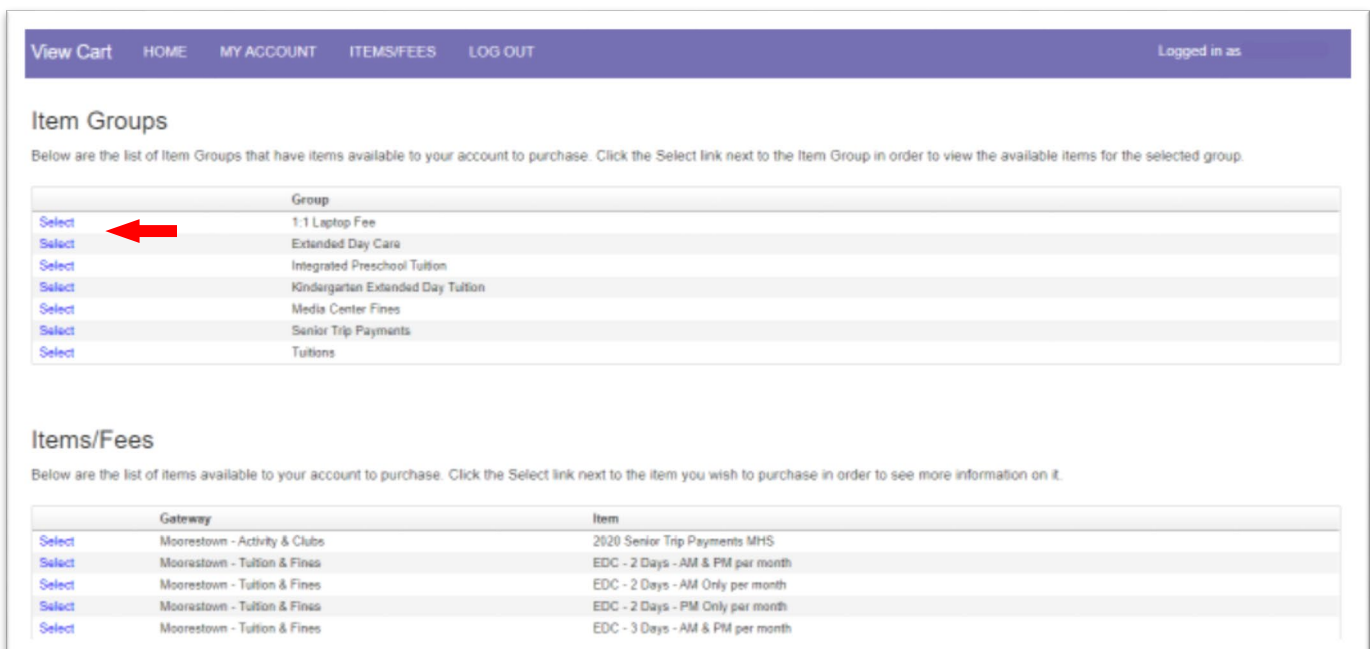 View Cart HOME MY ACCOUNT ITEMS/FEES LOG OUT Logged in as
Item Groups
Below are the list of Item Groups that have items available to your account to purchase. Click the Select link next to the Item Group in order to view the available items for the selected group.
Group
Select 1:1 Laptop Fee
Select Extended Day Care
Select Integrated Preschool Tuition
Select Kindergarten Extended Day Tuition
Select Media Center Fines
Select Senior Trip Payments
Select Tuitions
Items/Fees
Below are the list of items available to your account to purchase. Click the Select link next to the item you wish to purchase in order to see more information on it.
Gateway Item
Select Moorestown - Activity & Clubs 2020 Senior Trip Payments MHS
Select Moorestown - Tuition & Fines EDC - 2 Days - AM & PM per month
Select Moorestown - Tuition & Fines EDC - 2 Days - AM Only per month
Select Moorestown - Tuition & Fines EDC - 2 Days - PM Only per month
Select Moorestown - Tuition & Fines EDC - 3 Days - AM & PM per month